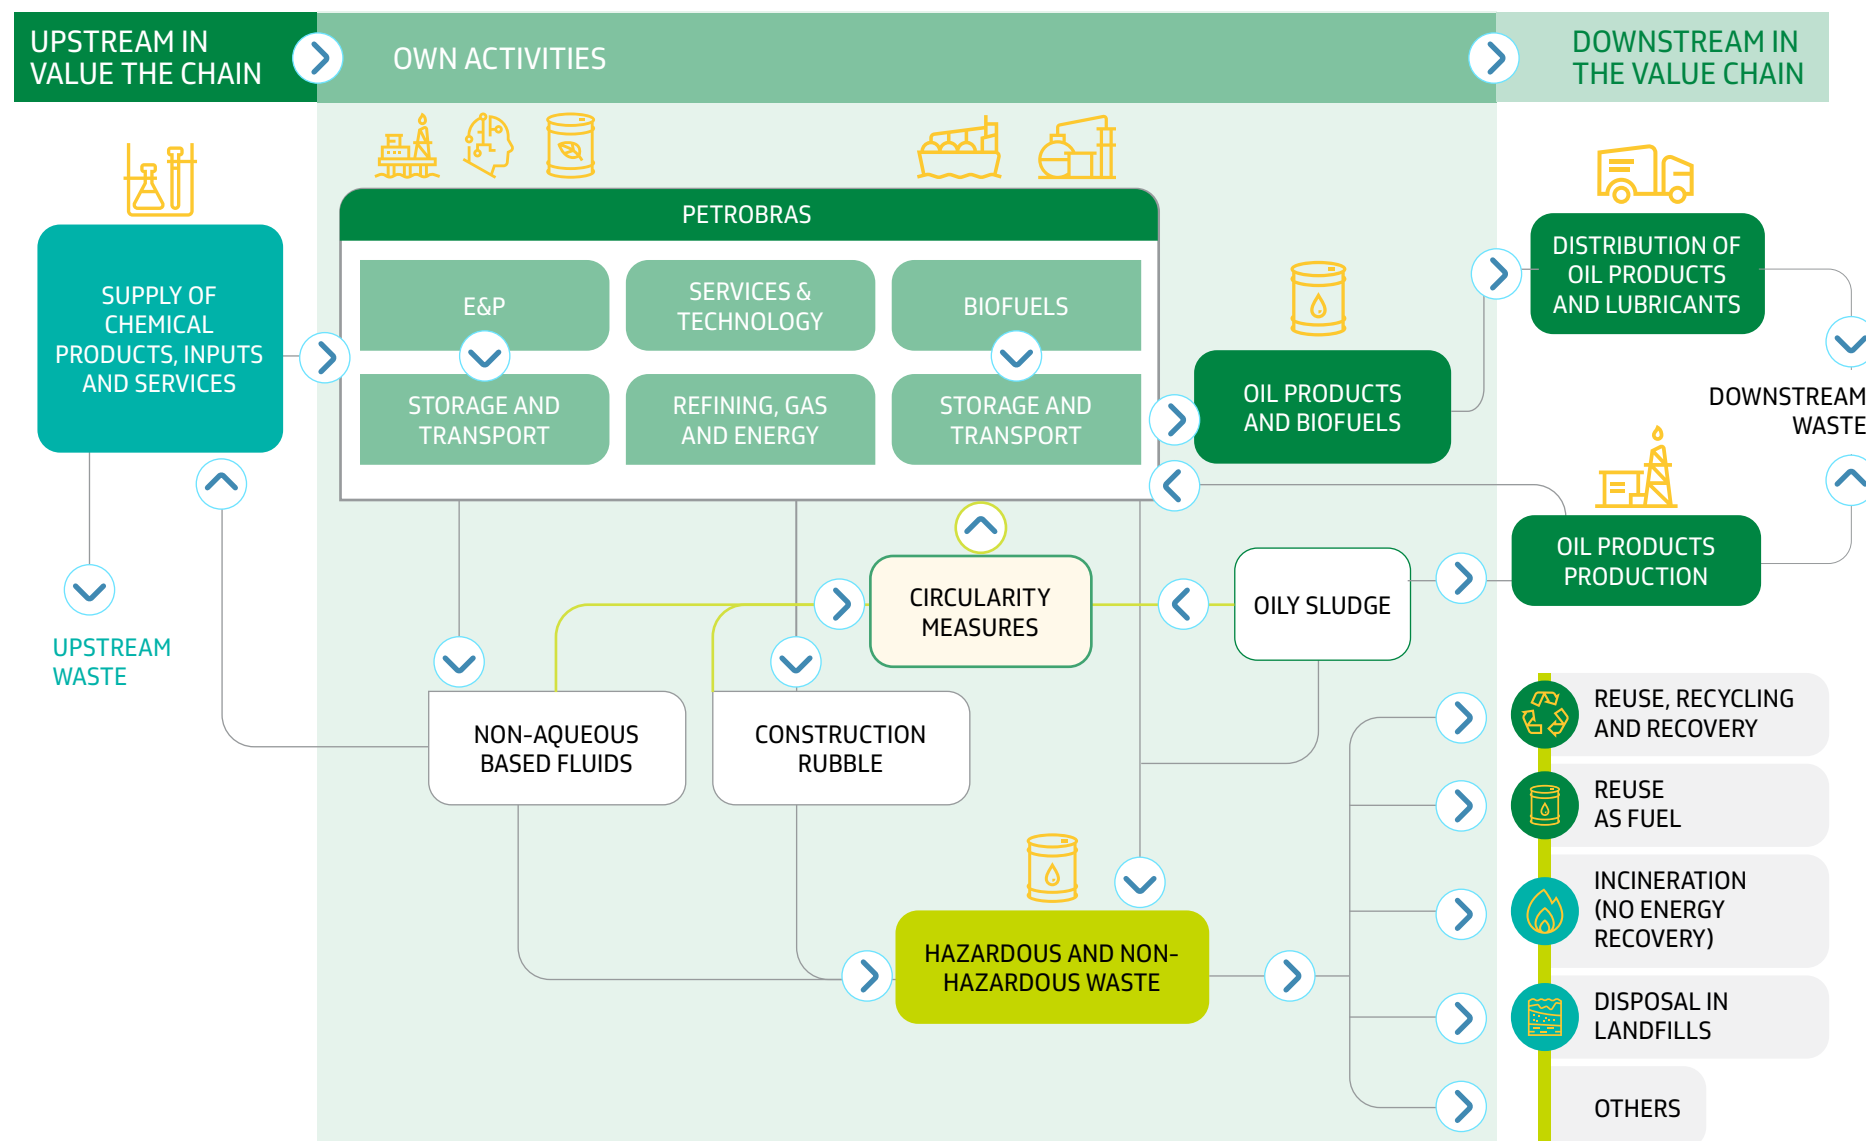 UPSTREAM IN
VALUE THE CHAIN
OWN ACTIVITIES
DOWNSTREAM IN
THE VALUE CHAIN
SUPPLY OF
CHEMICAL
PRODUCTS, INPUTS
AND SERVICES
UPSTREAM
WASTE
PETROBRAS
E&P
SERVICES &
TECHNOLOGY
BIOFUELS
STORAGE AND
TRANSPORT
REFINING, GAS
AND ENERGY
STORAGE AND
TRANSPORT
OIL PRODUCTS
AND BIOFUELS
DISTRIBUTION OF
OIL PRODUCTS
AND LUBRICANTS
DOWNSTREAM
WASTE
OIL PRODUCTS
PRODUCTION
CIRCULARITY
MEASURES
OILY SLUDGE
NON-AQUEOUS
BASED FLUIDS
CONSTRUCTION
RUBBLE
HAZARDOUS AND NON-
HAZARDOUS WASTE
REUSE, RECYCLING
AND RECOVERY
REUSE
AS FUEL
INCINERATION
(NO ENERGY
RECOVERY)
DISPOSAL IN
LANDFILLS
OTHERS